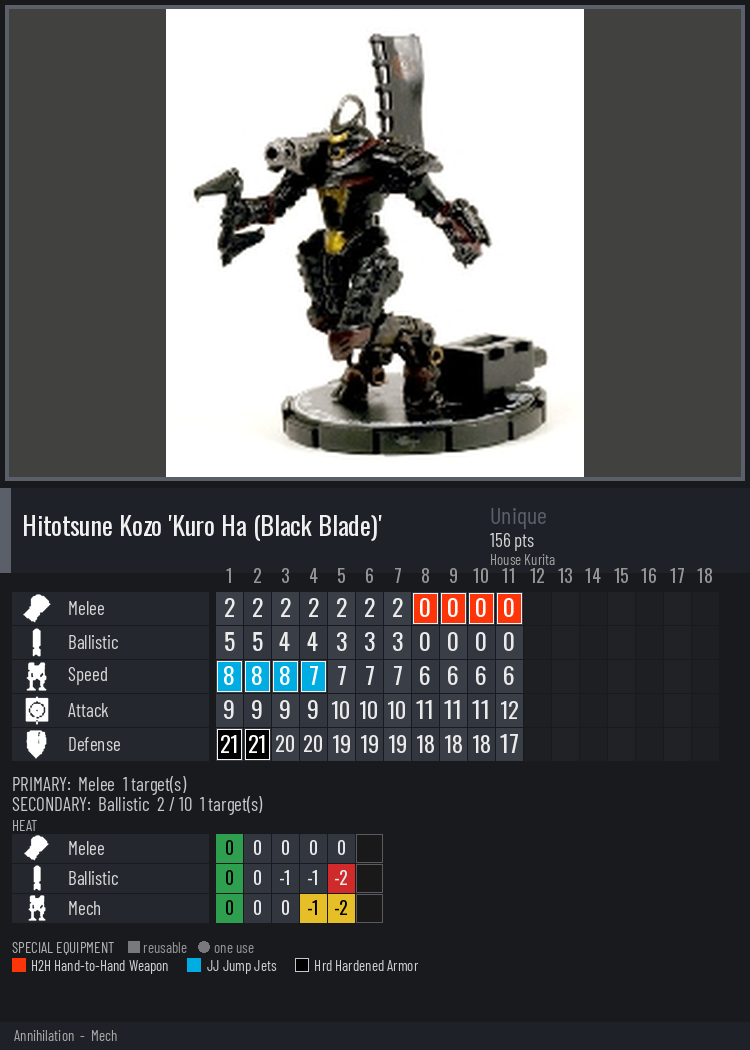 Hitotsune Kozo 'Kuro Ha (Black Blade)'
Unique
156 pts
House Kurita
1 2 3 4 5 6 7 8 9 10 11 12 13 14 15 16 17 18
Melee 2 2 2 2 2 2 2 0 0 0 0
Ballistic 5 5 4 4 3 3 3 0 0 0 0
Speed 8 8 8 7 7 7 7 6 6 6 6
Attack 9 9 9 9 10 10 10 11 11 11 12
Defense 21 21 20 20 19 19 19 18 18 18 17
PRIMARY: Melee 1 target(s)
SECONDARY: Ballistic 2 / 10 1 target(s)
HEAT
Melee 0 0 0 0 0
Ballistic 0 0 -1 -1 -2
Mech 0 0 0 -1 -2
SPECIAL EQUIPMENT reusable one use
H2H Hand-to-Hand Weapon JJ Jump Jets Hrd Hardened Armor
Annihilation - Mech